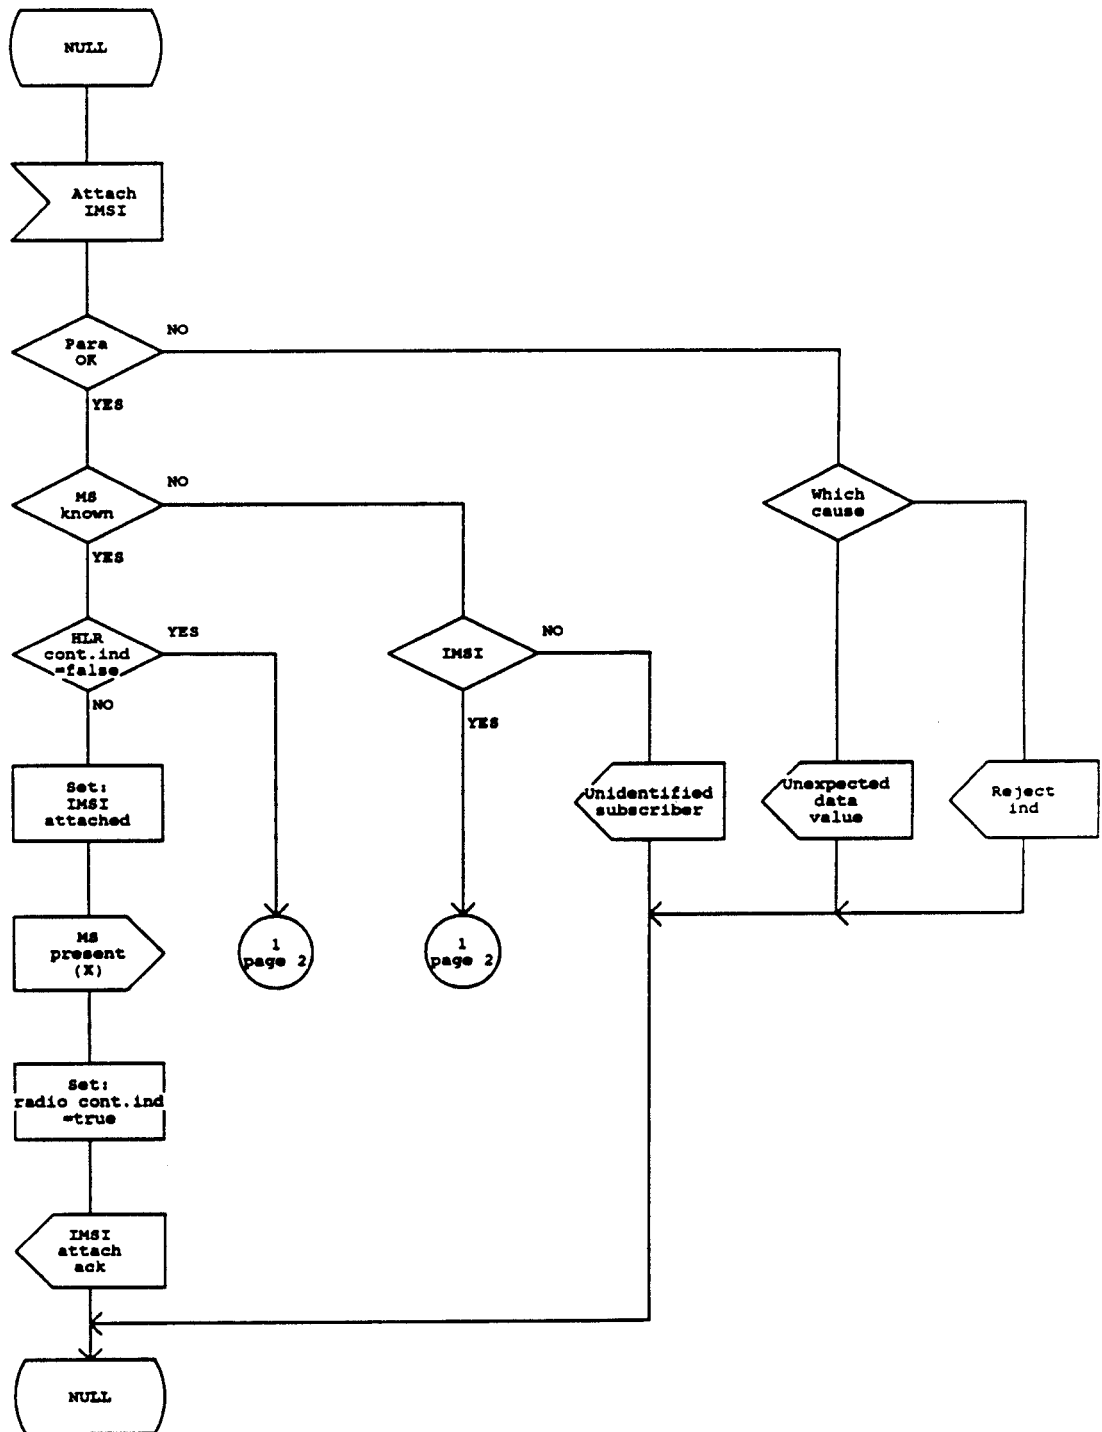 NULL
Attach
IMSI
Para
OK
NO
YES
MS
known
NO
YES
Which
cause
HLR
cont.ind
=false
YES
NO
IMSI
NO
YES
Set:
IMSI
attached
Unidentified
subscriber
Unexpected
data
value
Reject
ind
MS
present
(X)
1
page 2
1
page 2
Set:
radio cont.ind
=true
IMSI
attach
ack
NULL